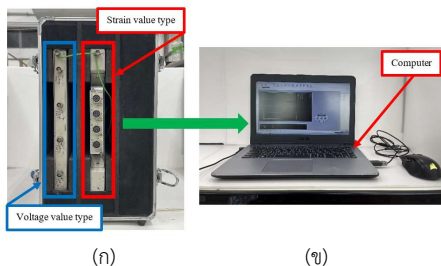 Strain value type
Computer
Voltage value type
(ก)
(ข)